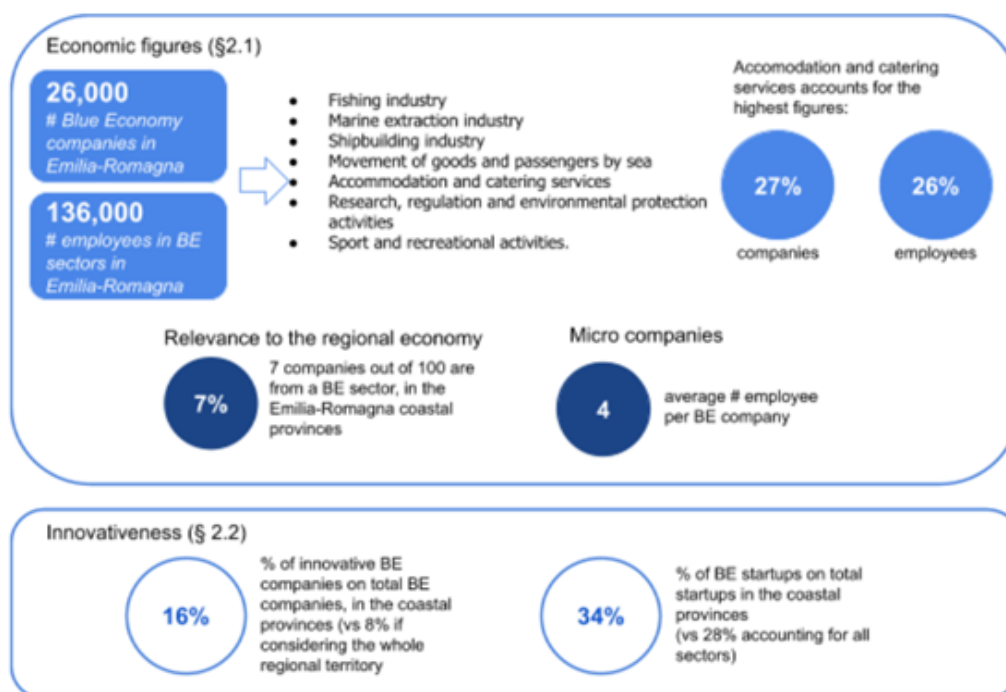 Economic figures (§2.1)
26,000
# Blue Economy
companies in
Emilia-Romagna
136,000
# employees in BE
sectors in
Emilia-Romagna
● Fishing industry
● Marine extraction industry
● Shipbuilding industry
● Movement of goods and passengers by sea
● Accommodation and catering services
● Research, regulation and environmental protection
activities
● Sport and recreational activities.
Accomodation and catering
services accounts for the
highest figures:
27%
companies
26%
employees
Relevance to the regional economy
7%
7 companies out of 100 are
from a BE sector, in the
Emilia-Romagna coastal
provinces
Micro companies
4
average # employee
per BE company
Innovativeness (§ 2.2)
16%
% of innovative BE
companies on total BE
companies, in the coastal
provinces (vs 8% if
considering the whole
regional territory
34%
% of BE startups on total
startups in the coastal
provinces
(vs 28% accounting for all
sectors)